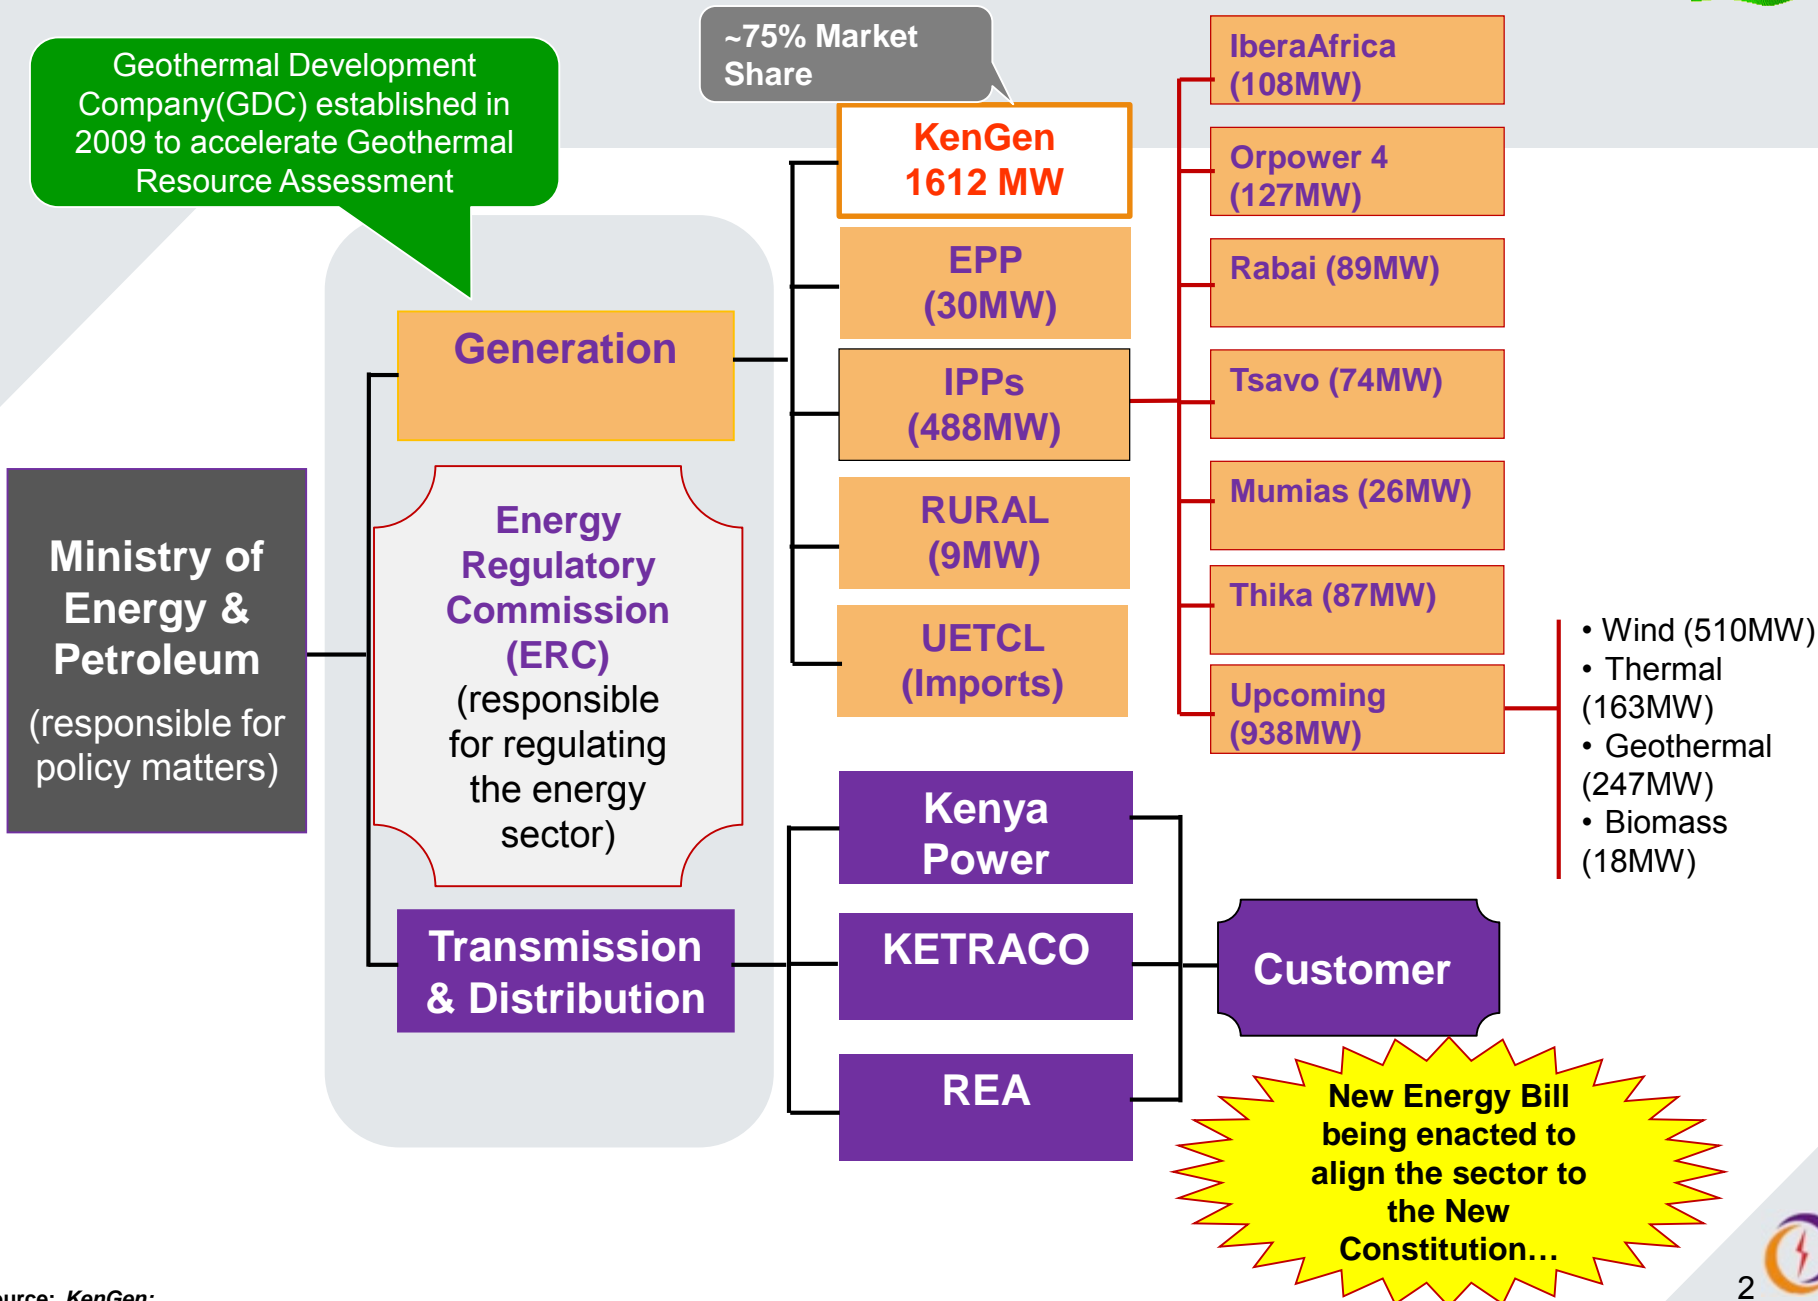 Geothermal Development
Company(GDC) established in
2009 to accelerate Geothermal
Resource Assessment
~75% Market
Share
KenGen
1612 MW
EPP
(30MW)
IPPs
(488MW)
RURAL
(9MW)
UETCL
(Imports)
IberaAfrica
(108MW)
Orpower 4
(127MW)
Rabai (89MW)
Tsavo (74MW)
Mumias (26MW)
Thika (87MW)
Upcoming
(938MW)
• Wind (510MW)
• Thermal
(163MW)
• Geothermal
(247MW)
• Biomass
(18MW)
Generation
Ministry of
Energy &
Petroleum
(responsible for
policy matters)
Energy
Regulatory
Commission
(ERC)
(responsible
for regulating
the energy
sector)
Transmission
& Distribution
Kenya
Power
KETRACO
REA
Customer
New Energy Bill
being enacted to
align the sector to
the New
Constitution…
ource: KenGen;
2